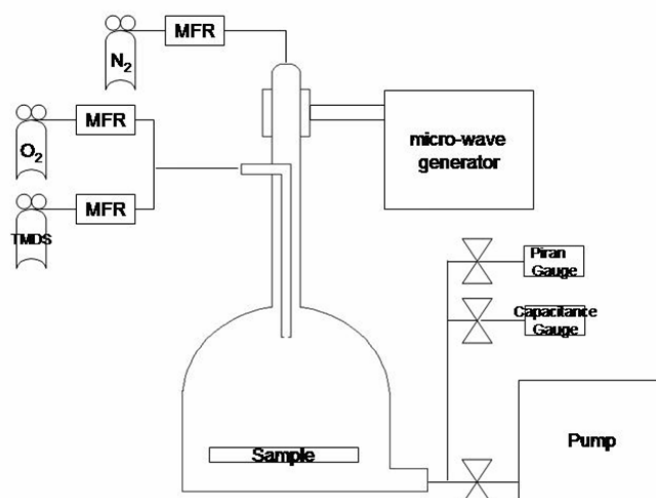 N2
MFR
O2
MFR
TMDS
MFR
micro-wave
generator
Piran
Gauge
Capacitance
Gauge
Sample
Pump